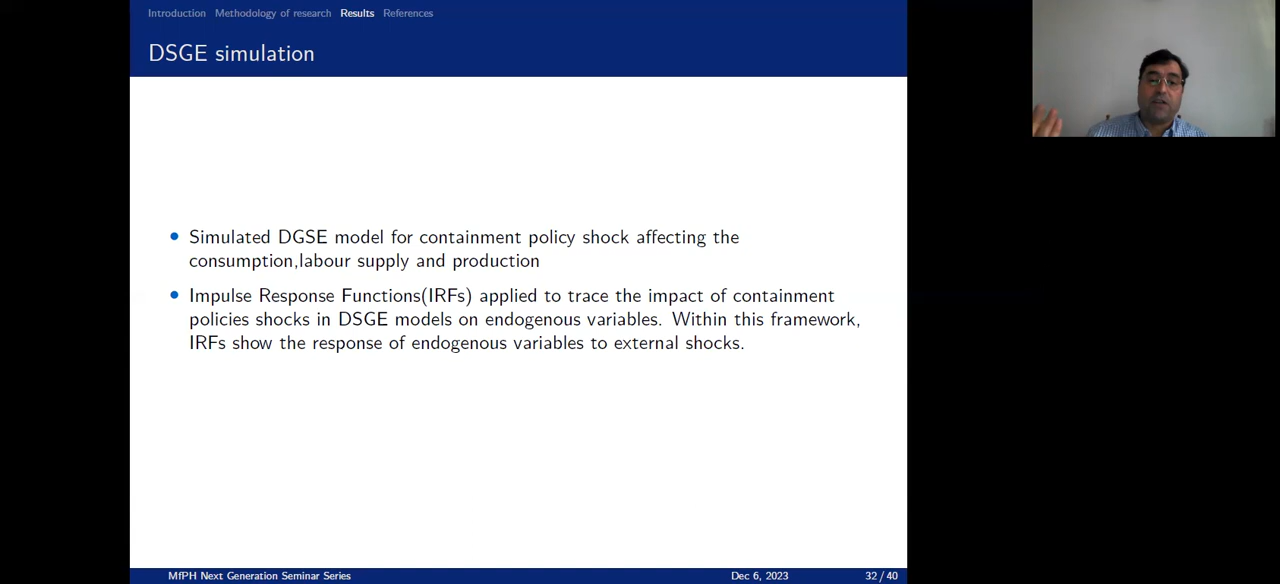 Introduction Methodology of research Results References
DSGE simulation
• Simulated DGSE model for containment policy shock affecting the
consumption,labour supply and production
• Impulse Response Functions(IRFs) applied to trace the impact of containment
policies shocks in DSGE models on endogenous variables. Within this framework,
IRFs show the response of endogenous variables to external shocks.
MfPH Next Generation Seminar Series Dec 6, 2023 32 / 40